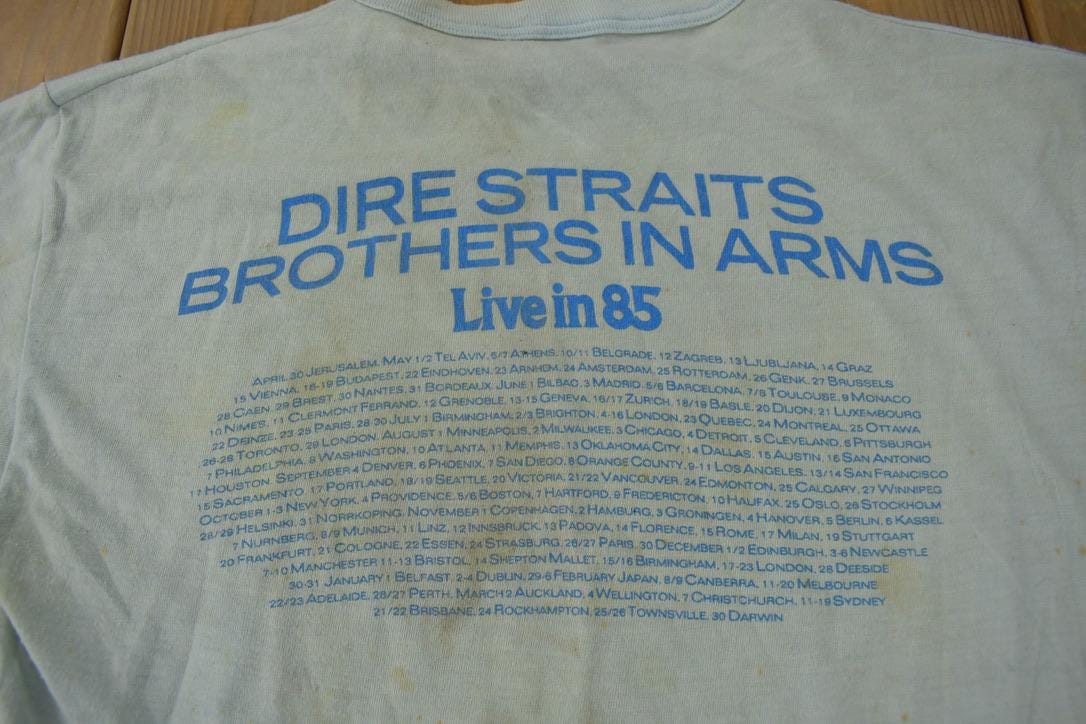 DIRE STRAITS
BROTHERS IN ARMS
Live in 85
APRIL 30 JERUSALEM. MAY 1/2 TEL AVIV, 5/7 ATHENS, 10/11 BELGRADE, 12 ZAGREB, 13 LJUBLJANA, 14 GRAZ
15 VIENNA, 16-19 BUDAPEST, 22 EINDHOVEN, 23 ARNHEM, 24 AMSTERDAM, 25 ROTTERDAM, 26 GENK, 27 BRUSSELS
28 CAEN, 29 BREST, 30 NANTES, 31 BORDEAUX. JUNE 1 BILBAO, 3 MADRID, 5/6 BARCELONA, 7/8 TOULOUSE, 9 MONACO
10 NIMES, 11 CLERMONT FERRAND, 12 GRENOBLE, 13-15 GENEVA, 16/17 ZURICH, 18/19 BASLE, 20 DIJON, 21 LUXEMBOURG
22 DEINZE, 23-25 PARIS, 28-30 JULY 1 BIRMINGHAM, 2/3 BRIGHTON, 4-16 LONDON, 23 QUEBEC, 24 MONTREAL, 25 OTTAWA
26-28 TORONTO, 29 LONDON. AUGUST 1 MINNEAPOLIS, 2 MILWAUKEE, 3 CHICAGO, 4 DETROIT, 5 CLEVELAND, 6 PITTSBURGH
7 PHILADELPHIA, 8 WASHINGTON, 10 ATLANTA, 11 MEMPHIS, 13 OKLAHOMA CITY, 14 DALLAS, 15 AUSTIN, 16 SAN ANTONIO
17 HOUSTON. SEPTEMBER 4 DENVER, 6 PHOENIX, 7 SAN DIEGO, 8 ORANGE COUNTY, 9-11 LOS ANGELES, 13/14 SAN FRANCISCO
15 SACRAMENTO, 17 PORTLAND, 18/19 SEATTLE, 20 VICTORIA, 21/22 VANCOUVER, 24 EDMONTON, 25 CALGARY, 27 WINNIPEG
OCTOBER 1-3 NEW YORK, 4 PROVIDENCE, 5/6 BOSTON, 7 HARTFORD, 9 FREDERICTON, 10 HALIFAX, 25 OSLO, 26 STOCKHOLM
28/29 HELSINKI, 31 NORRKOPING. NOVEMBER 1 COPENHAGEN, 2 HAMBURG, 3 GRONINGEN, 4 HANOVER, 5 BERLIN, 6 KASSEL
7 NURNBERG, 8/9 MUNICH, 11 LINZ, 12 INNSBRUCK, 13 PADOVA, 14 FLORENCE, 15 ROME, 17 MILAN, 19 STUTTGART
20 FRANKFURT, 21 COLOGNE, 22 ESSEN, 24 STRASBURG, 26/27 PARIS, 30 DECEMBER 1/2 EDINBURGH, 3-6 NEWCASTLE
7-10 MANCHESTER 11-13 BRISTOL, 14 SHEPTON MALLET, 15/16 BIRMINGHAM, 17-23 LONDON, 28 DEESIDE
30-31 JANUARY 1 BELFAST, 2-4 DUBLIN, 29-6 FEBRUARY JAPAN, 8/9 CANBERRA, 11-20 MELBOURNE
22/23 ADELAIDE, 26/27 PERTH. MARCH 2 AUCKLAND, 4 WELLINGTON, 7 CHRISTCHURCH, 11-19 SYDNEY
21/22 BRISBANE, 24 ROCKHAMPTON, 25/26 TOWNSVILLE, 30 DARWIN